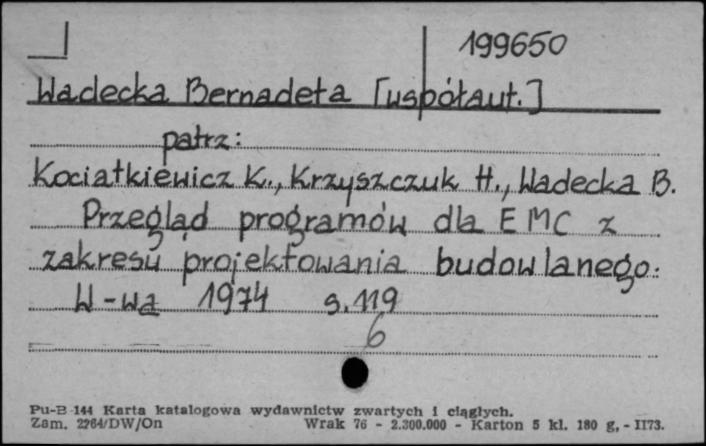 199650
Wadecka Bernadeta [współaut.]
patrz:
Kociatkiewicz K., Krzyszczuk H., Wadecka B.
Przegląd programów dla EMC z
zakresu projektowania budowlanego.
W-wa 1974 s. 119
6
Pu-B-144 Karta katalogowa wydawnictw zwartych i ciągłych.
Zam. 2264/DW/On Wrak 76 - 2.300.000 - Karton 5 kl. 180 g, - II73.